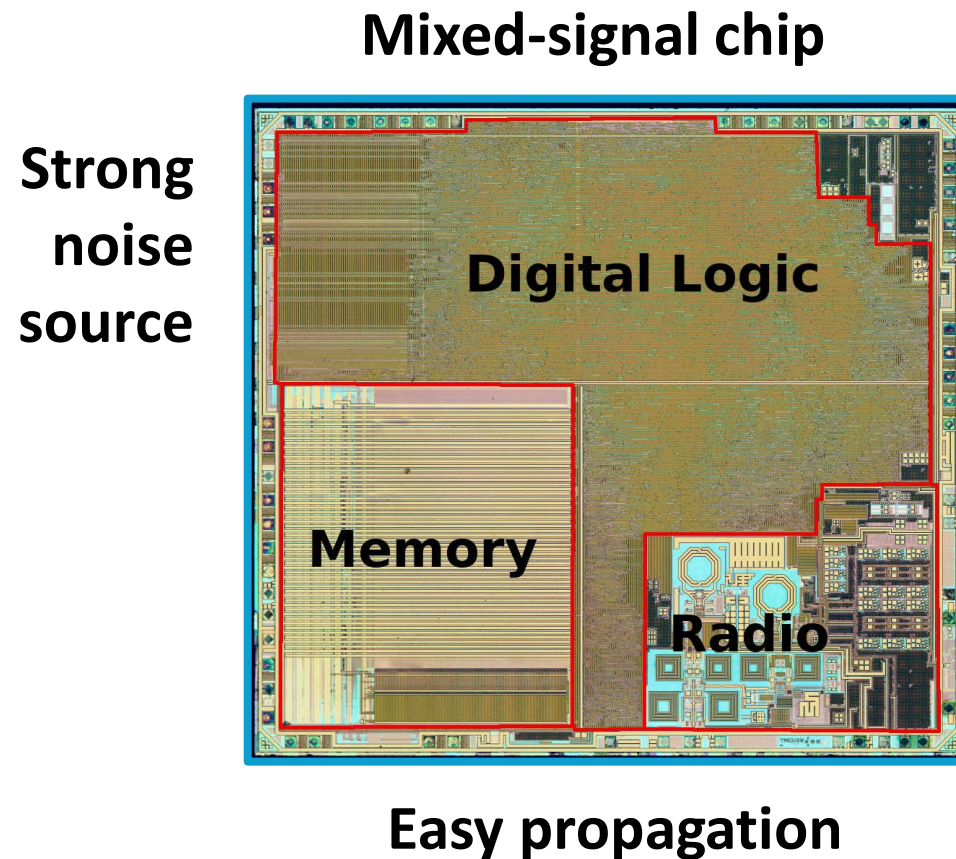 Mixed-signal chip
Strong
noise
source
Digital Logic
Memory
Radio
Easy propagation